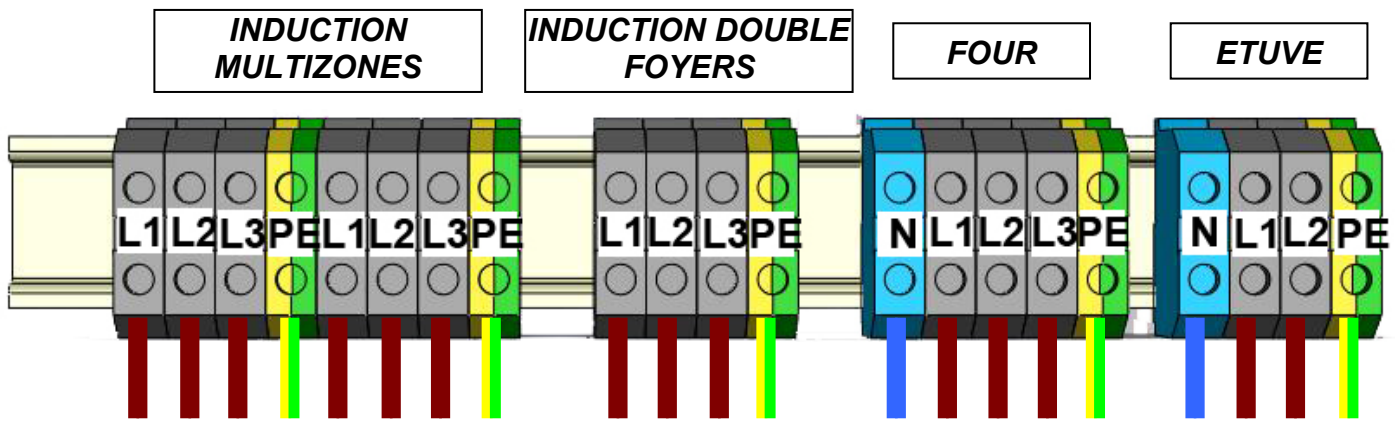 INDUCTION
MULTIZONES
INDUCTION DOUBLE
FOYERS
FOUR
ETUVE
L1 L2 L3 PE L1 L2 L3 PE
L1 L2 L3 PE
N L1 L2 L3 PE
N L1 L2 PE